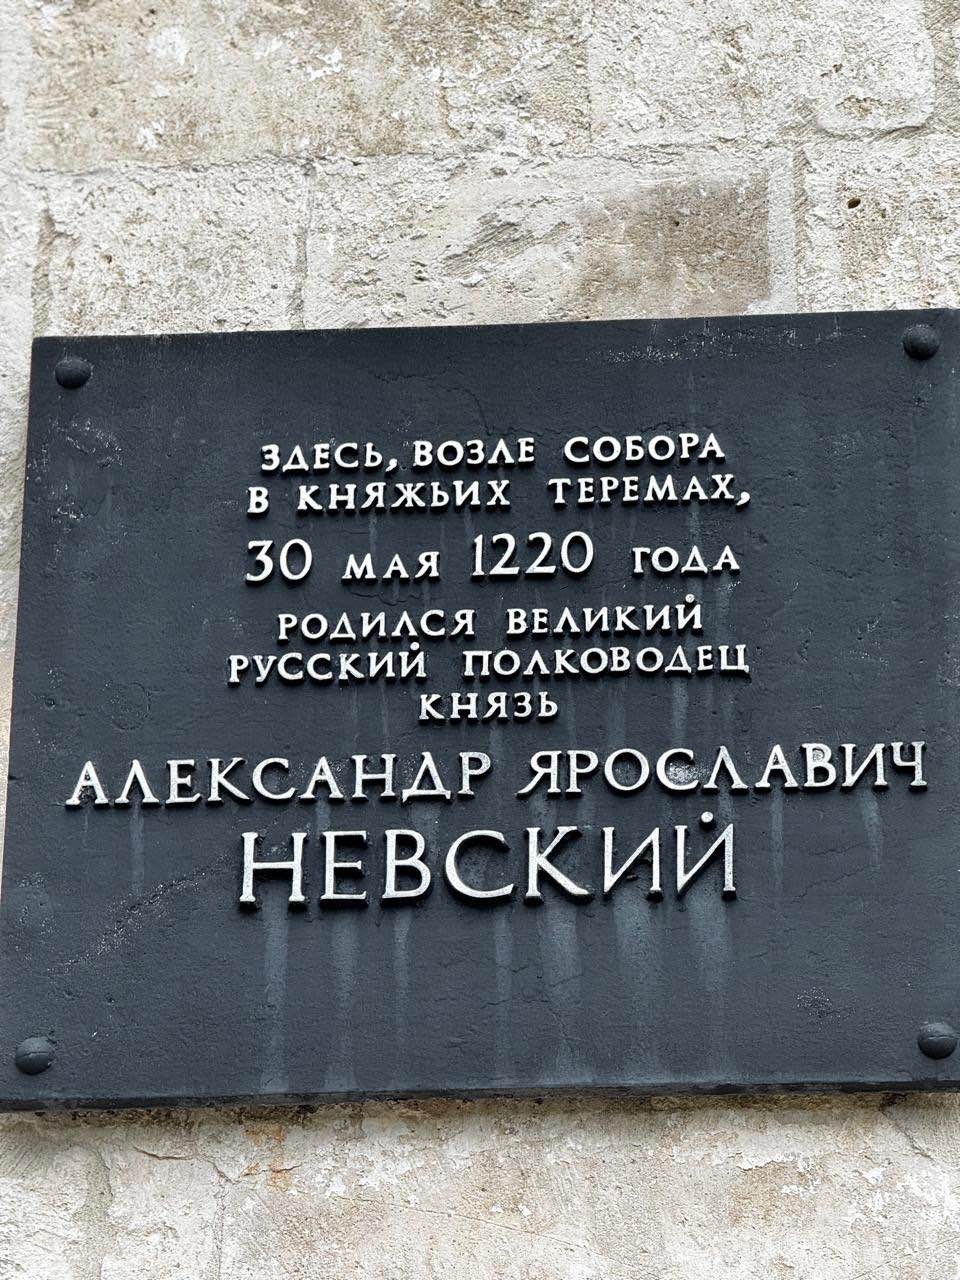 ЗДЕСЬ, ВОЗЛЕ СОБОРА
В КНЯЖЬИХ ТЕРЕМАХ,
30 МАЯ 1220 ГОДА
РОДИЛСЯ ВЕЛИКИЙ
РУССКИЙ ПОЛКОВОДЕЦ
КНЯЗЬ
АЛЕКСАНДР ЯРОСЛАВИЧ
НЕВСКИЙ